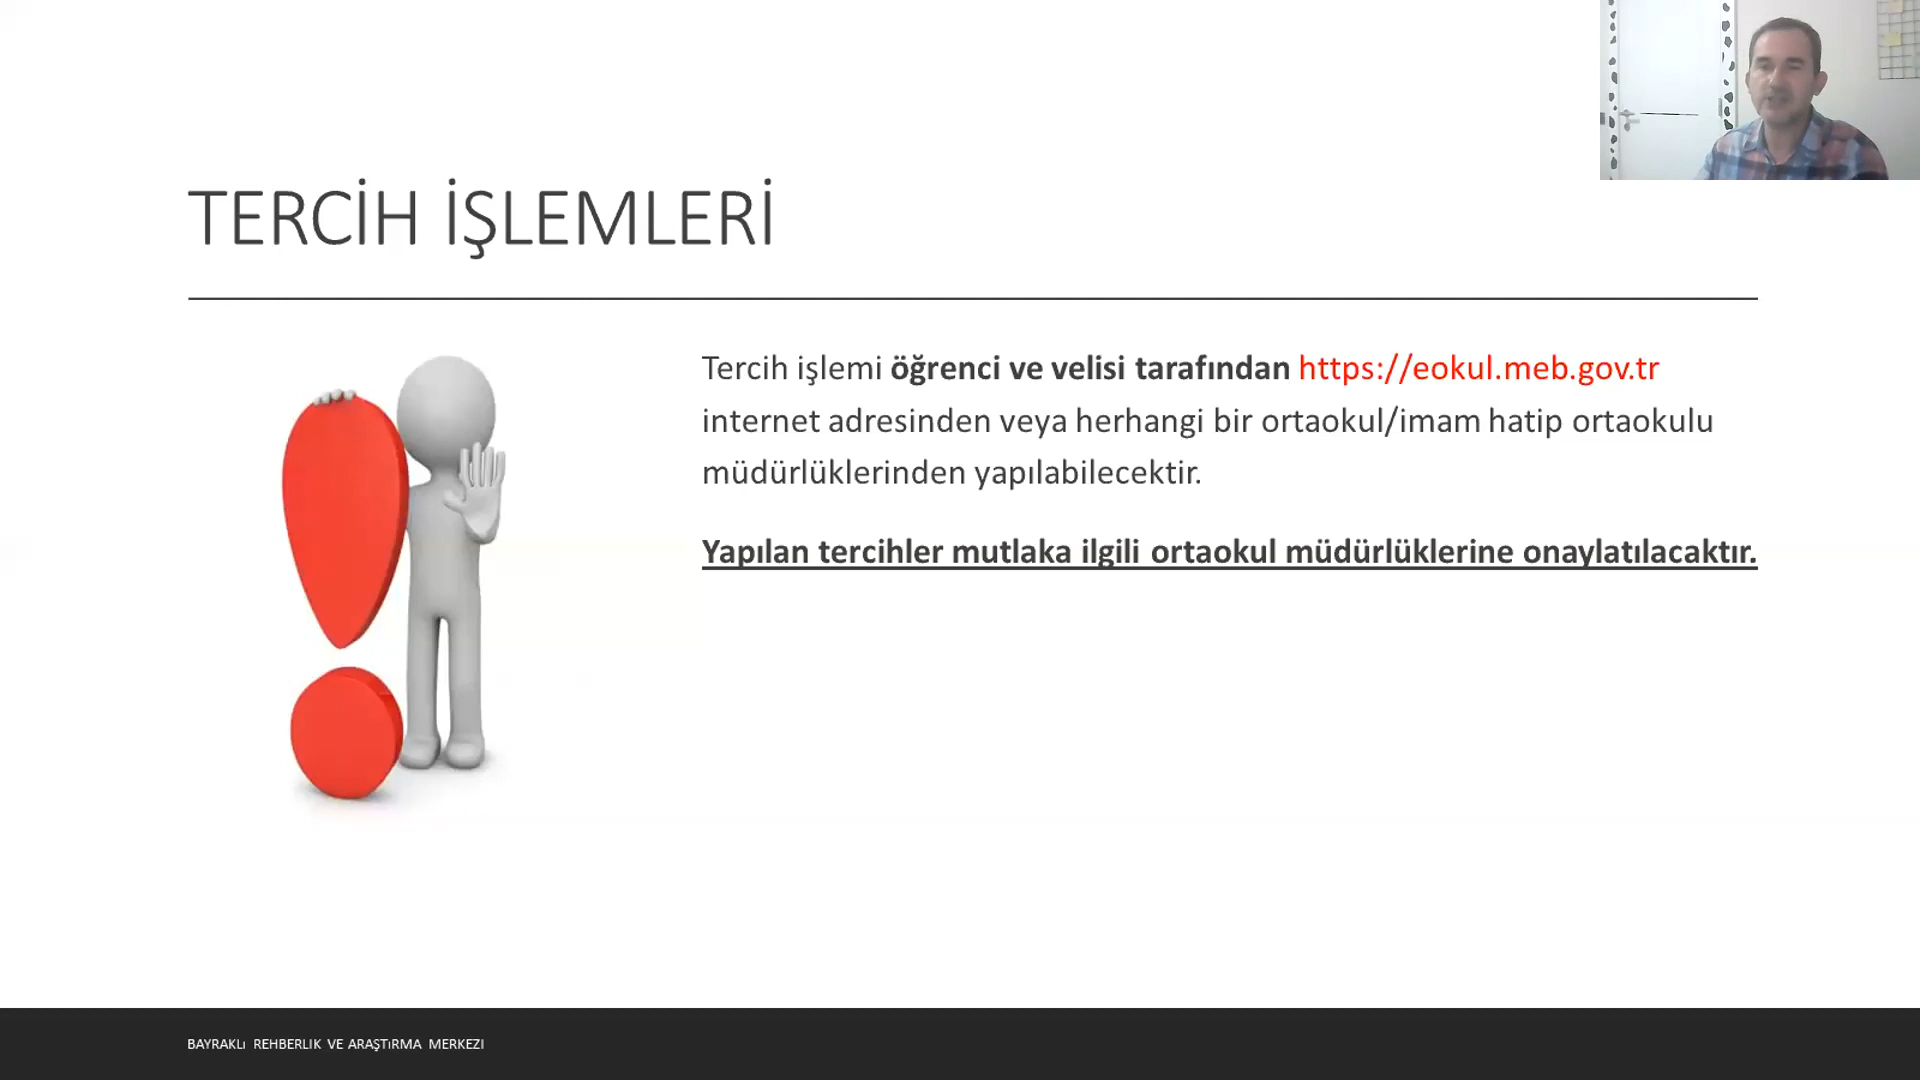 TERCİH İŞLEMLERİ
Tercih işlemi öğrenci ve velisi tarafından https://eokul.meb.gov.tr
internet adresinden veya herhangi bir ortaokul/imam hatip ortaokulu
müdürlüklerinden yapılabilecektir.
Yapılan tercihler mutlaka ilgili ortaokul müdürlüklerine onaylatılacaktır.
BAYRAKLı REHBERLIK VE ARAŞTıRMA MERKEZI